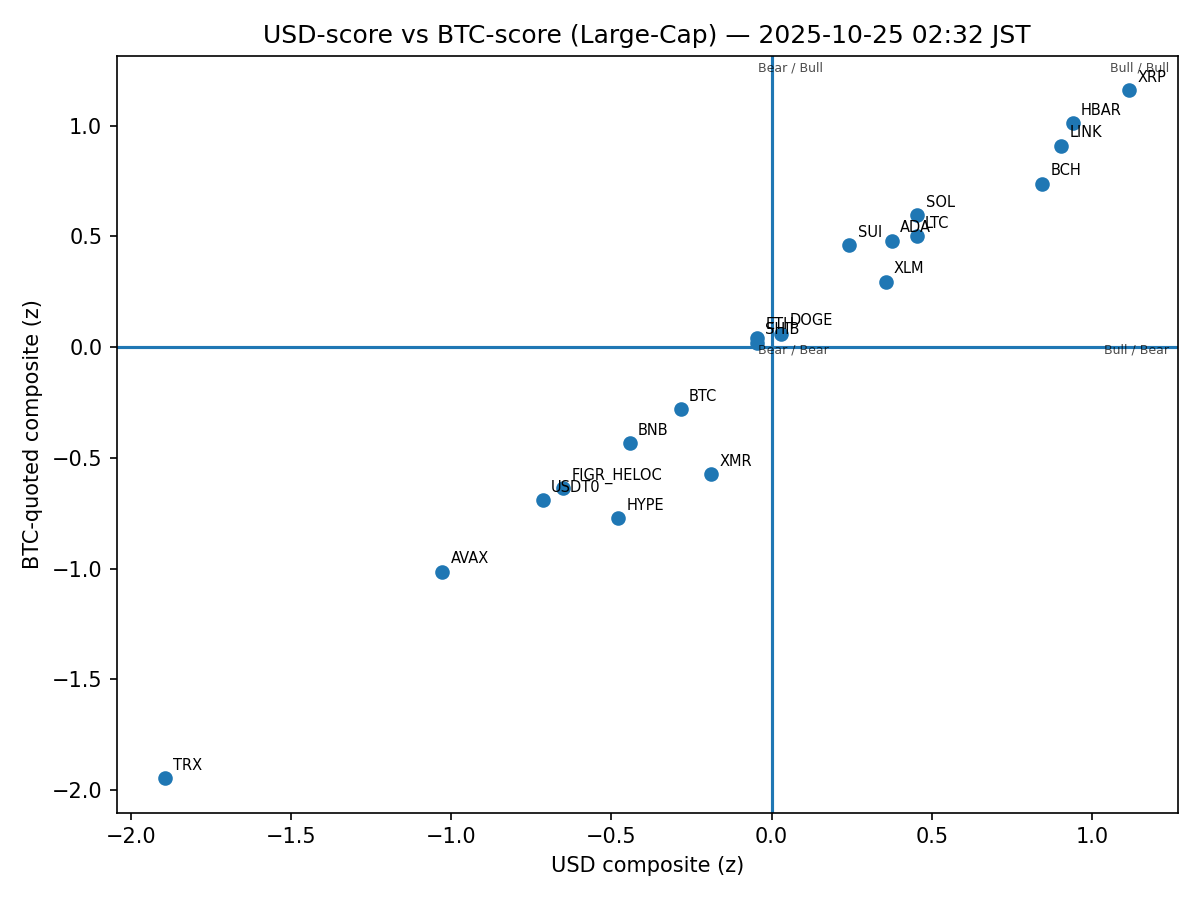 USD-score vs BTC-score (Large-Cap) — 2025-10-25 02:32 JST
Bear / Bull
Bull / Bull
XRP
HBAR
LINK
BCH
SOL
LTC
ADA
SUI
XLM
DOGE
ETH
SHIB
Bear / Bear
Bull / Bear
BTC
BNB
XMR
FIGR_HELOC
USDT0
HYPE
AVAX
TRX
1.0
0.5
0.0
−0.5
−1.0
−1.5
−2.0
BTC-quoted composite (z)
−2.0 −1.5 −1.0 −0.5 0.0 0.5 1.0
USD composite (z)